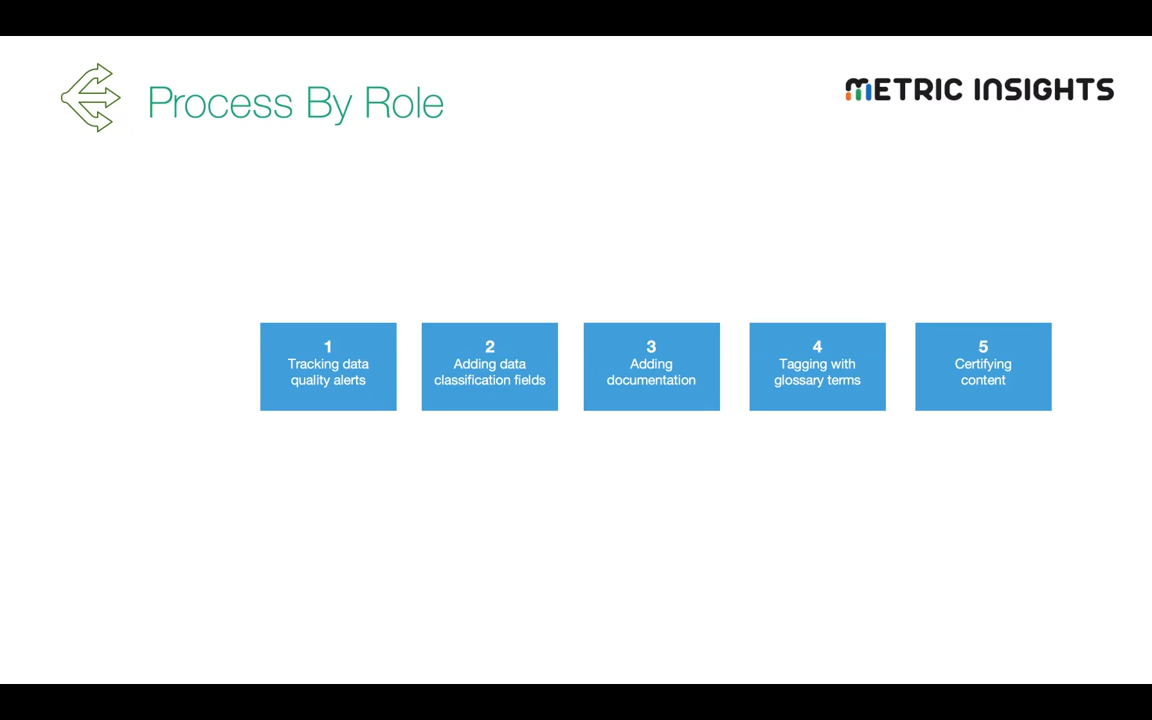 Process By Role
METRIC INSIGHTS
1
Tracking data
quality alerts
2
Adding data
classification fields
3
Adding
documentation
4
Tagging with
glossary terms
5
Certifying
content